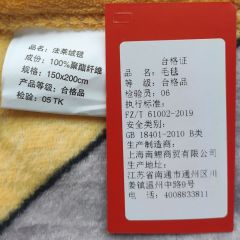 品名：法莱绒毯
成份：100%聚酯纤维
规格：150x200cm
产品等级：合格品
检验：05 TK
合格证
品名：毛毯
等级：合格品
检验员：06
执行标准：
FZ/T 61002-2019
安全类别：
GB 18401-2010 B类
生产制造商：
上海南鲤商贸有限公司
生产地址：
江苏省南通市通州区川
姜镇温州中路9号
电话：4008833811